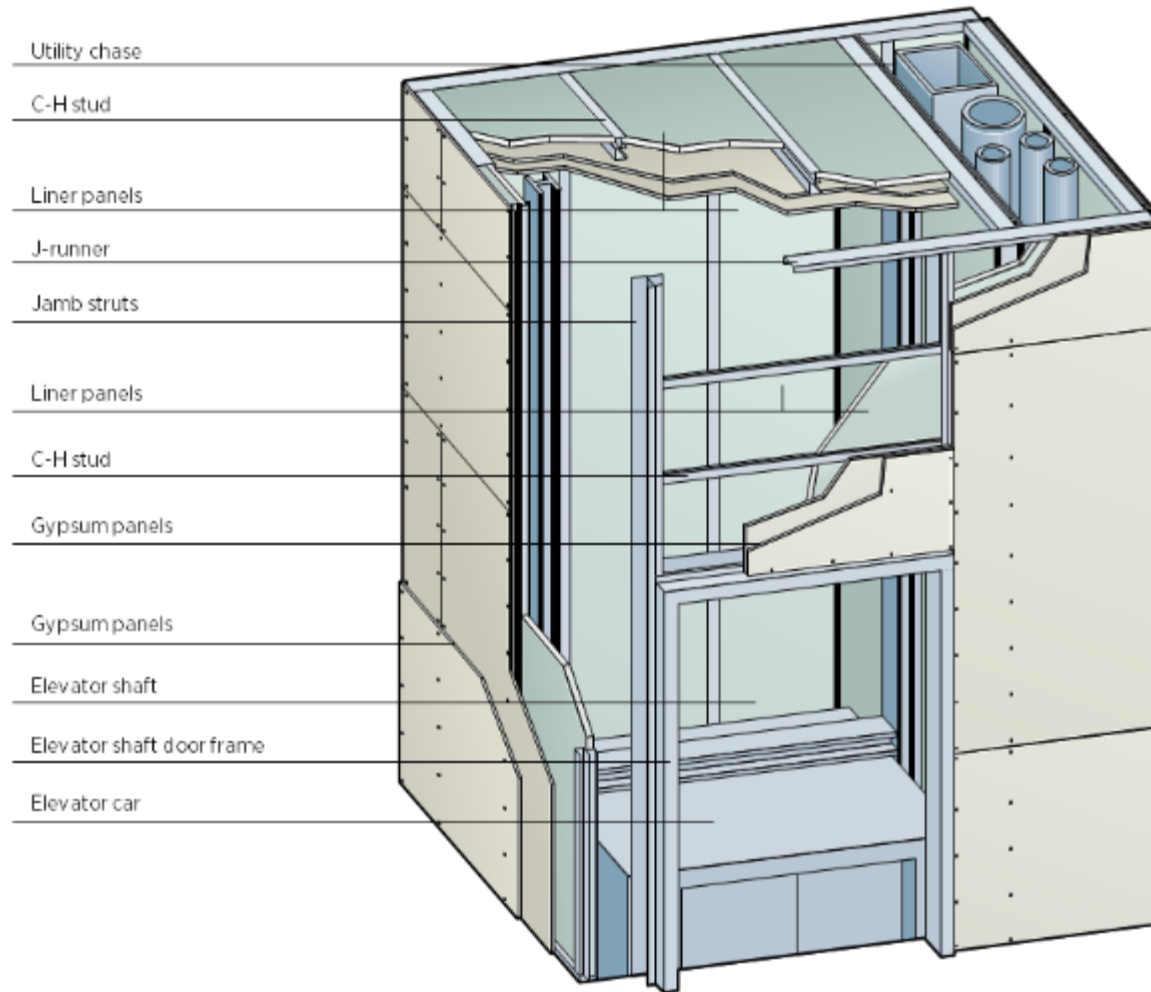 Utility chase
C-H stud
Liner panels
J-runner
Jamb struts
Liner panels
C-H stud
Gypsum panels
Gypsum panels
Elevator shaft
Elevator shaft door frame
Elevator car